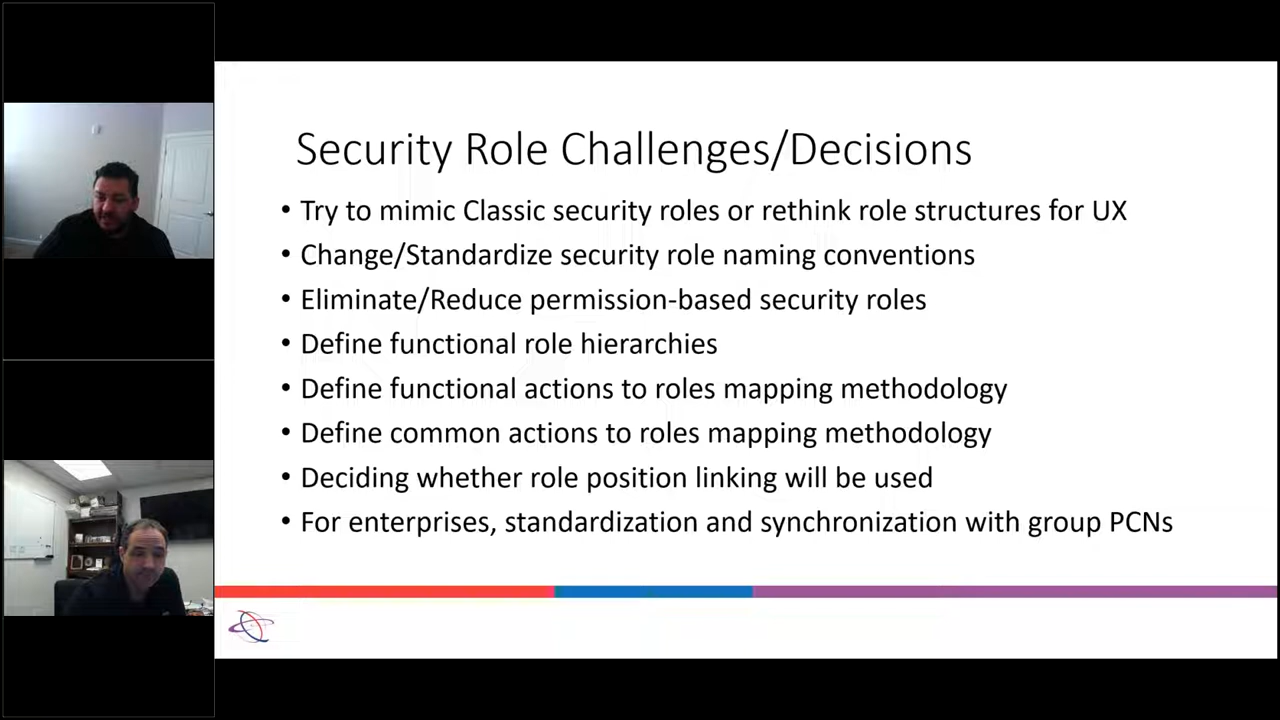 Security Role Challenges/Decisions
• Try to mimic Classic security roles or rethink role structures for UX
• Change/Standardize security role naming conventions
• Eliminate/Reduce permission-based security roles
• Define functional role hierarchies
• Define functional actions to roles mapping methodology
• Define common actions to roles mapping methodology
• Deciding whether role position linking will be used
• For enterprises, standardization and synchronization with group PCNs